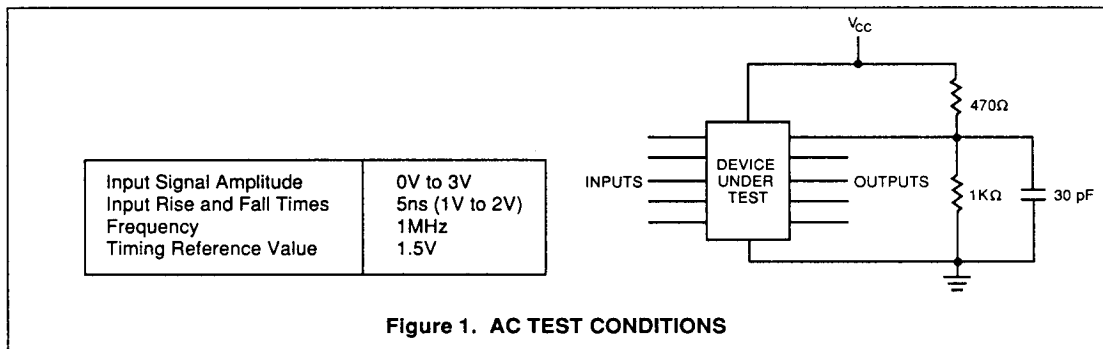 Input Signal Amplitude 0V to 3V
Input Rise and Fall Times 5ns (1V to 2V)
Frequency 1MHz
Timing Reference Value 1.5V
VCC
470Ω
INPUTS
DEVICE
UNDER
TEST
OUTPUTS
1KΩ
30 pF
Figure 1. AC TEST CONDITIONS